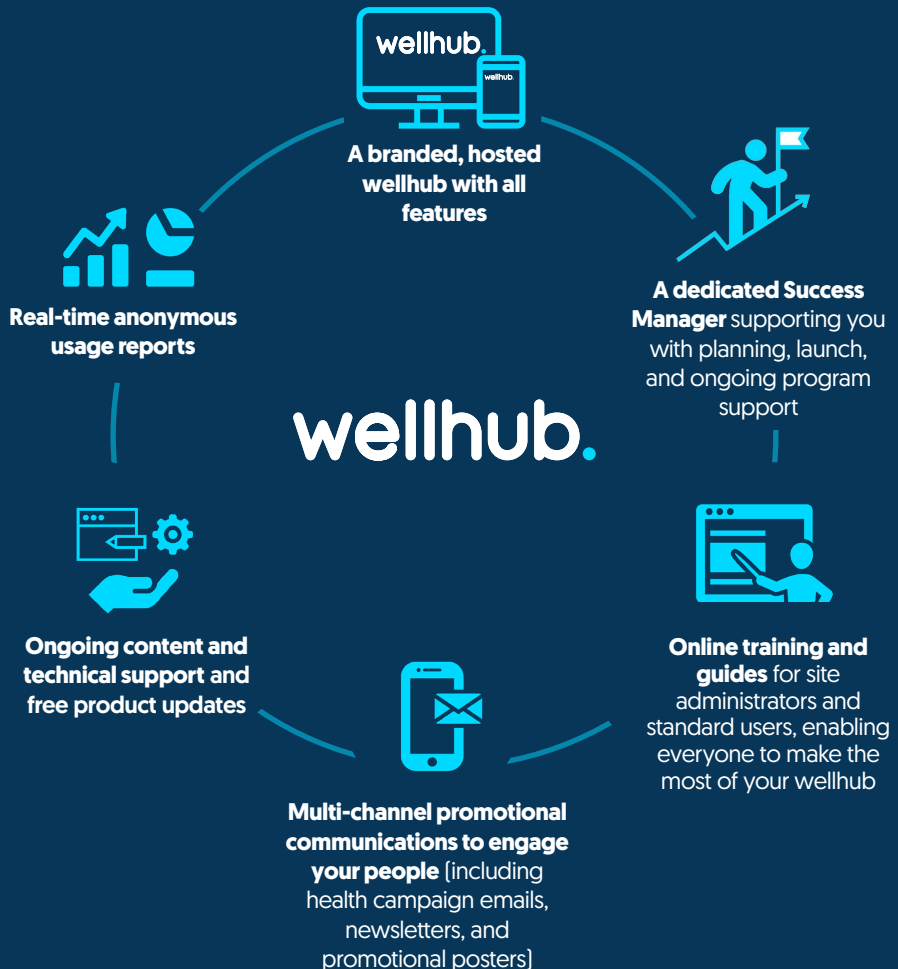 wellhub.
wellhub.
A branded, hosted
wellhub with all
features
A dedicated Success
Manager supporting you
with planning, launch,
and ongoing program
support
Online training and
guides for site
administrators and
standard users, enabling
everyone to make the
most of your wellhub
Multi-channel promotional
communications to engage
your people (including
health campaign emails,
newsletters, and
promotional posters)
Ongoing content and
technical support and
free product updates
Real-time anonymous
usage reports
wellhub.